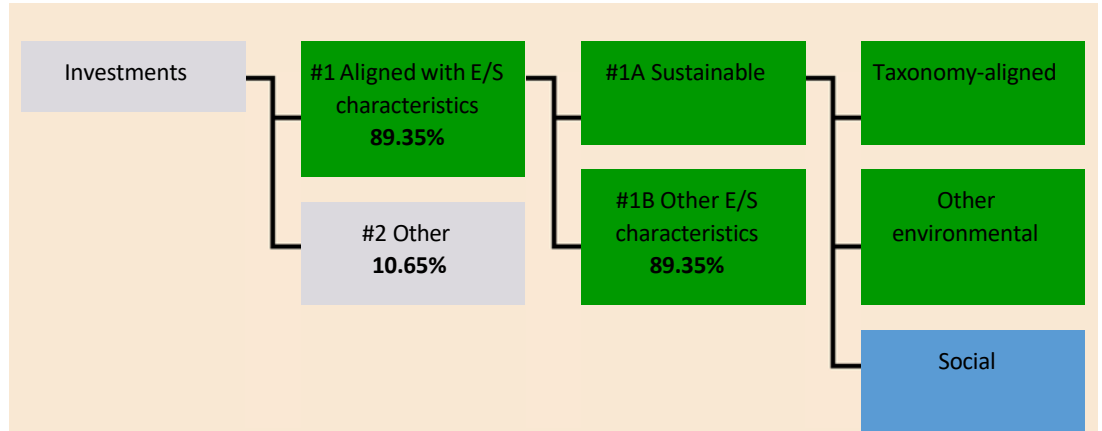 Investments
#1 Aligned with E/S
characteristics
89.35%
#2 Other
10.65%
#1A Sustainable
#1B Other E/S
characteristics
89.35%
Taxonomy-aligned
Other
environmental
Social